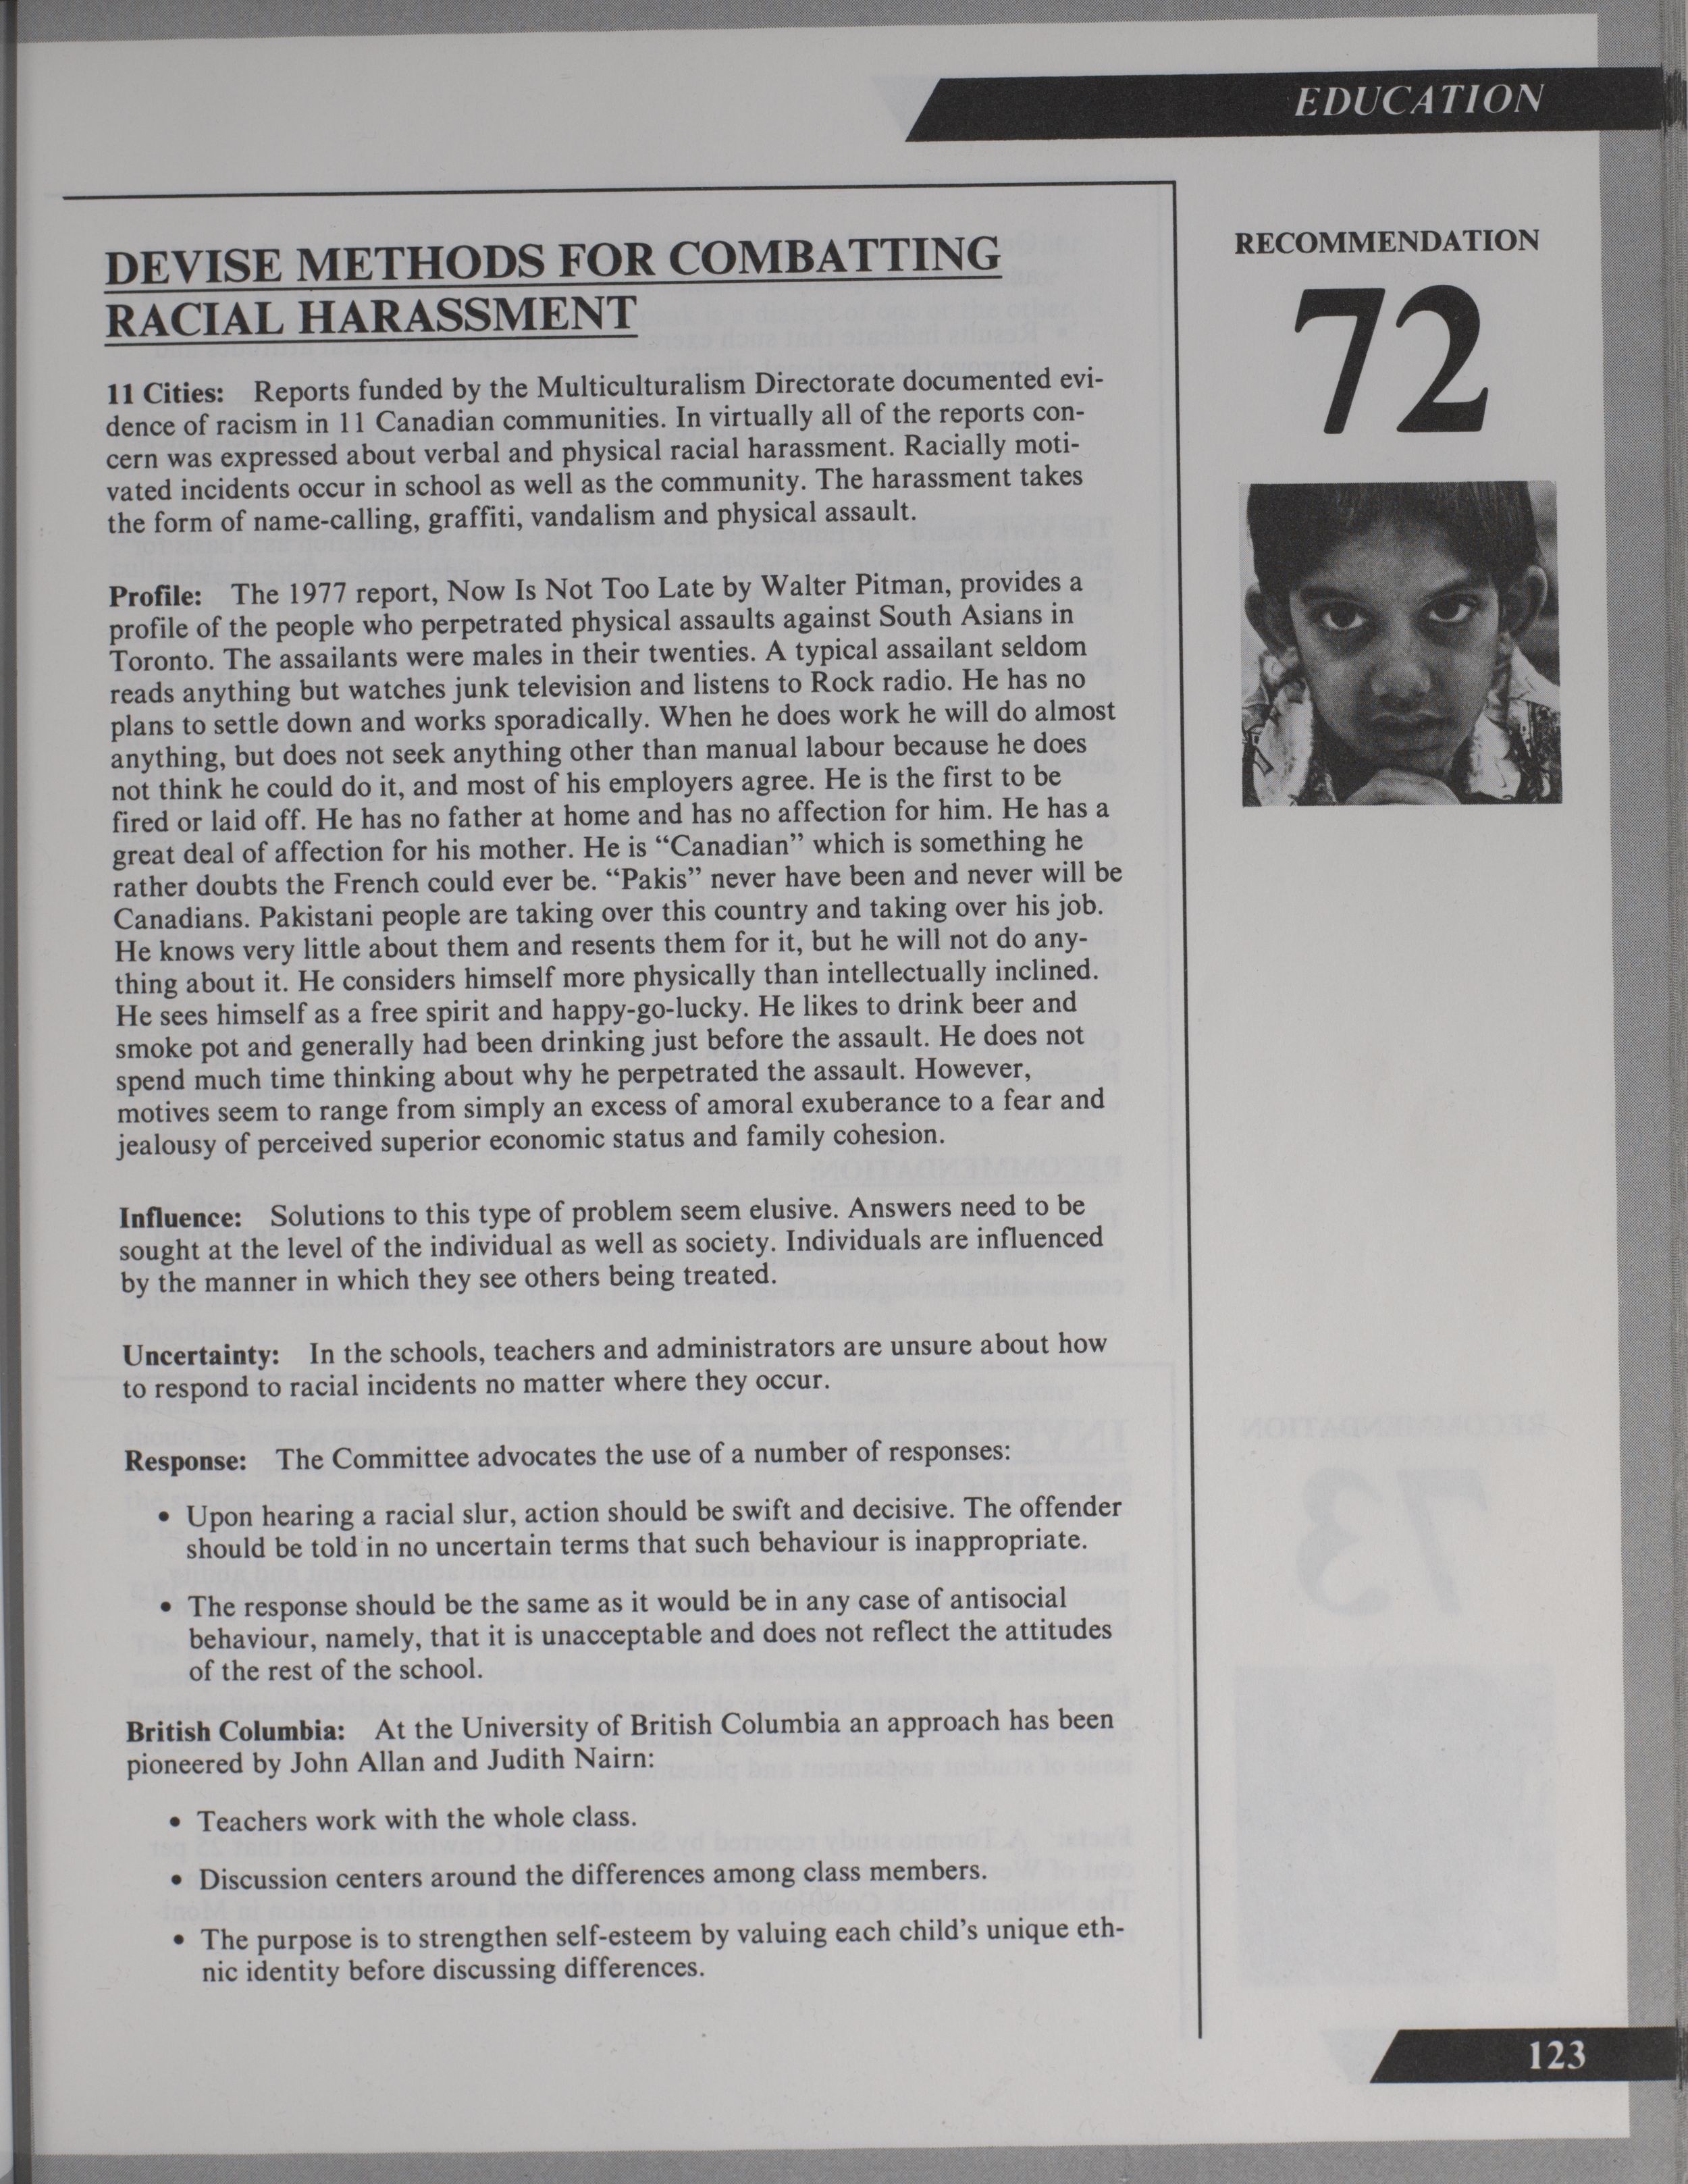 EDUCATION
RECOMMENDATION
72
DEVISE METHODS FOR COMBATTING
RACIAL HARASSMENT
11 Cities: Reports funded by the Multiculturalism Directorate documented evi-
dence of racism in 11 Canadian communities. In virtually all of the reports con-
cern was expressed about verbal and physical racial harassment. Racially moti-
vated incidents occur in school as well as the community. The harassment takes
the form of name-calling, graffiti, vandalism and physical assault.
Profile: The 1977 report, Now Is Not Too Late by Walter Pitman, provides a
profile of the people who perpetrated physical assaults against South Asians in
Toronto. The assailants were males in their twenties. A typical assailant seldom
reads anything but watches junk television and listens to Rock radio. He has no
plans to settle down and works sporadically. When he does work he will do almost
anything, but does not seek anything other than manual labour because he does
not think he could do it, and most of his employers agree. He is the first to be
fired or laid off. He has no father at home and has no affection for him. He has a
great deal of affection for his mother. He is “Canadian” which is something he
rather doubts the French could ever be. “Pakis” never have been and never will be
Canadians. Pakistani people are taking over this country and taking over his job.
He knows very little about them and resents them for it, but he will not do any-
thing about it. He considers himself more physically than intellectually inclined.
He sees himself as a free spirit and happy-go-lucky. He likes to drink beer and
smoke pot and generally had been drinking just before the assault. He does not
spend much time thinking about why he perpetrated the assault. However,
motives seem to range from simply an excess of amoral exuberance to a fear and
jealousy of perceived superior economic status and family cohesion.
Influence: Solutions to this type of problem seem elusive. Answers need to be
sought at the level of the individual as well as society. Individuals are influenced
by the manner in which they see others being treated.
Uncertainty: In the schools, teachers and administrators are unsure about how
to respond to racial incidents no matter where they occur.
Response: The Committee advocates the use of a number of responses:
• Upon hearing a racial slur, action should be swift and decisive. The offender
should be told in no uncertain terms that such behaviour is inappropriate.
• The response should be the same as it would be in any case of antisocial
behaviour, namely, that it is unacceptable and does not reflect the attitudes
of the rest of the school.
British Columbia: At the University of British Columbia an approach has been
pioneered by John Allan and Judith Nairn:
• Teachers work with the whole class.
• Discussion centers around the differences among class members.
• The purpose is to strengthen self-esteem by valuing each child’s unique eth-
nic identity before discussing differences.
123